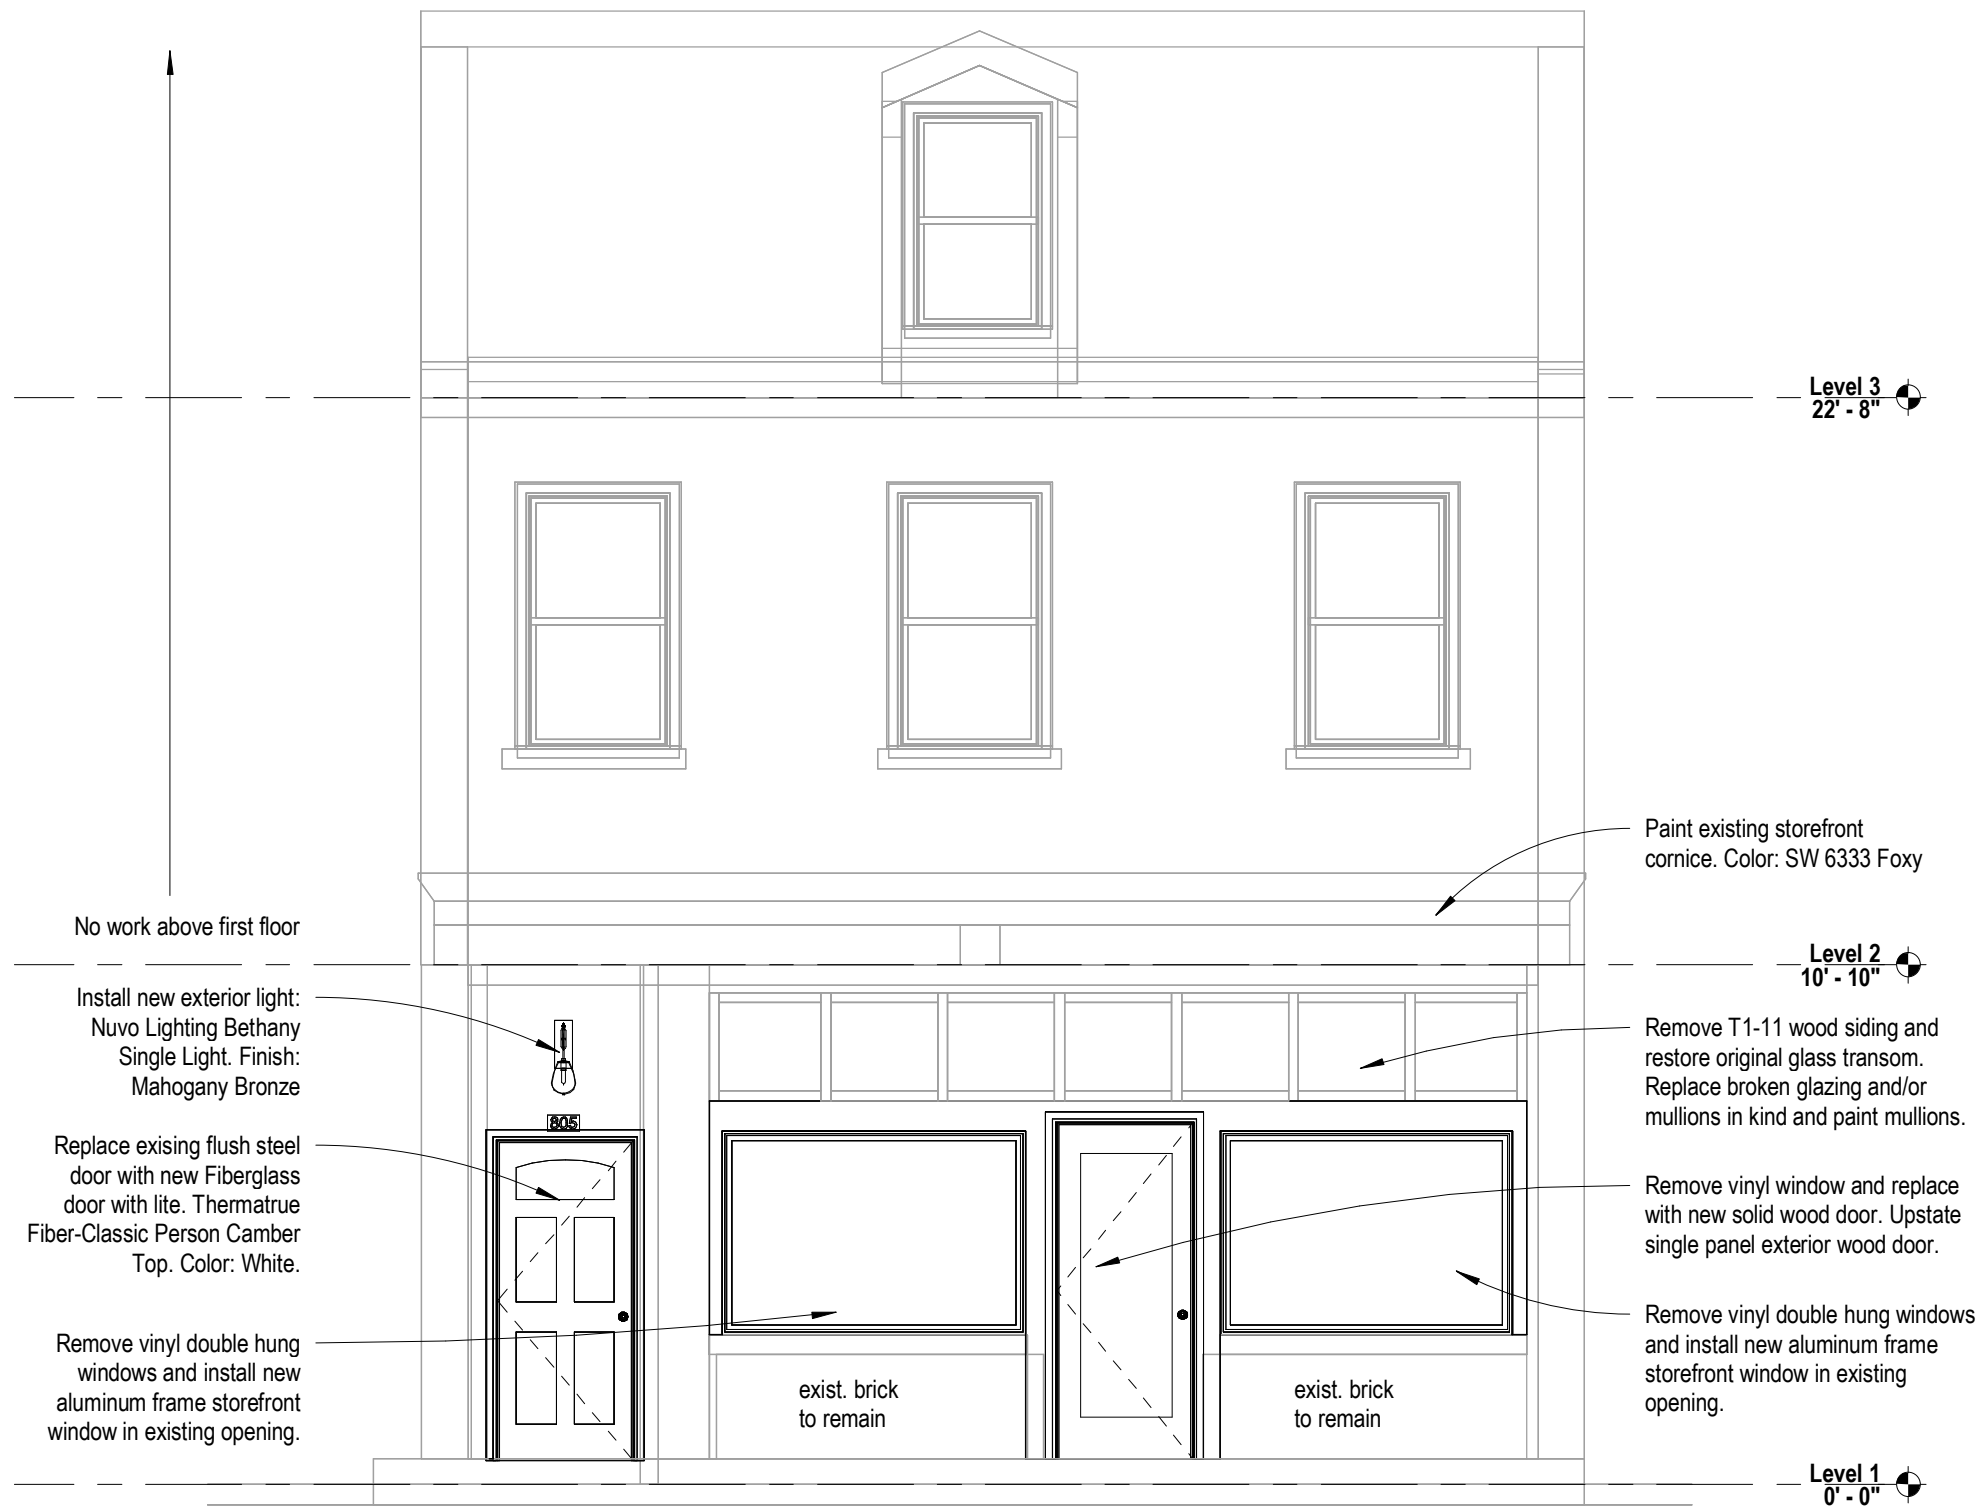 Level 3
22' - 8"
Paint existing storefront
cornice. Color: SW 6333 Foxy
No work above first floor
Level 2
10' - 10"
Install new exterior light:
Nuvo Lighting Bethany
Single Light. Finish:
Mahogany Bronze
Remove T1-11 wood siding and
restore original glass transom.
Replace broken glazing and/or
mullions in kind and paint mullions.
805
Replace exising flush steel
door with new Fiberglass
door with lite. Thermatrue
Fiber-Classic Person Camber
Top. Color: White.
Remove vinyl window and replace
with new solid wood door. Upstate
single panel exterior wood door.
Remove vinyl double hung
windows and install new
aluminum frame storefront
window in existing opening.
exist. brick
to remain
exist. brick
to remain
Remove vinyl double hung windows
and install new aluminum frame
storefront window in existing
opening.
Level 1
0' - 0"